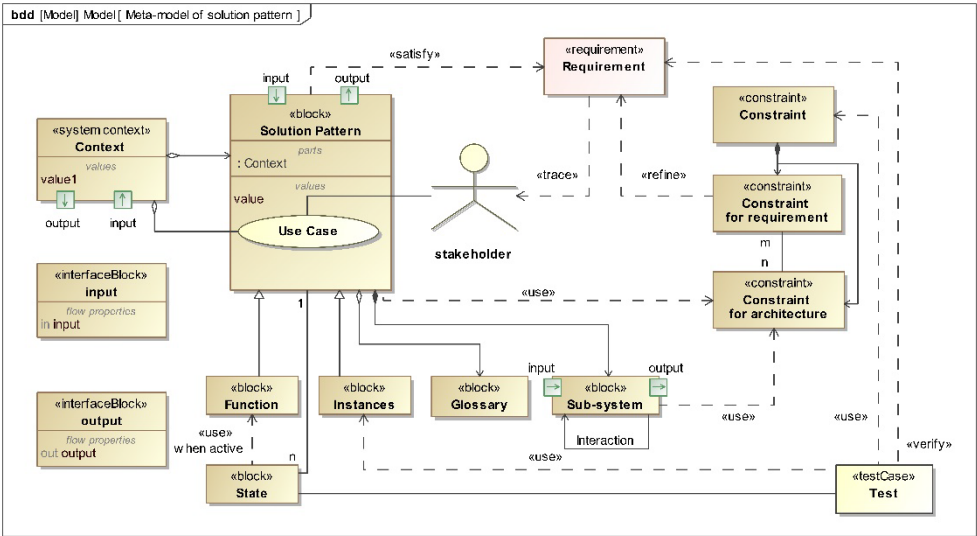 bdd [Model] Model [ Meta-model of solution pattern ]
«satisfy»
«requirement»
Requirement
input
output
«block»
Solution Pattern
parts
: Context
values
value
Use Case
«system context»
Context
values
value1
output
input
«constraint»
Constraint
«trace»
«refine»
«constraint»
Constraint
for requirement
stakeholder
m
n
«interfaceBlock»
input
flow properties
in input
«use»
«constraint»
Constraint
for architecture
1
«block»
Function
«block»
Instances
«block»
Glossary
input
output
«block»
Sub-system
«interfaceBlock»
output
flow properties
out output
«use»
when active
Interaction
«use»
«use»
«verify»
n
«use»
«block»
State
«testCase»
Test